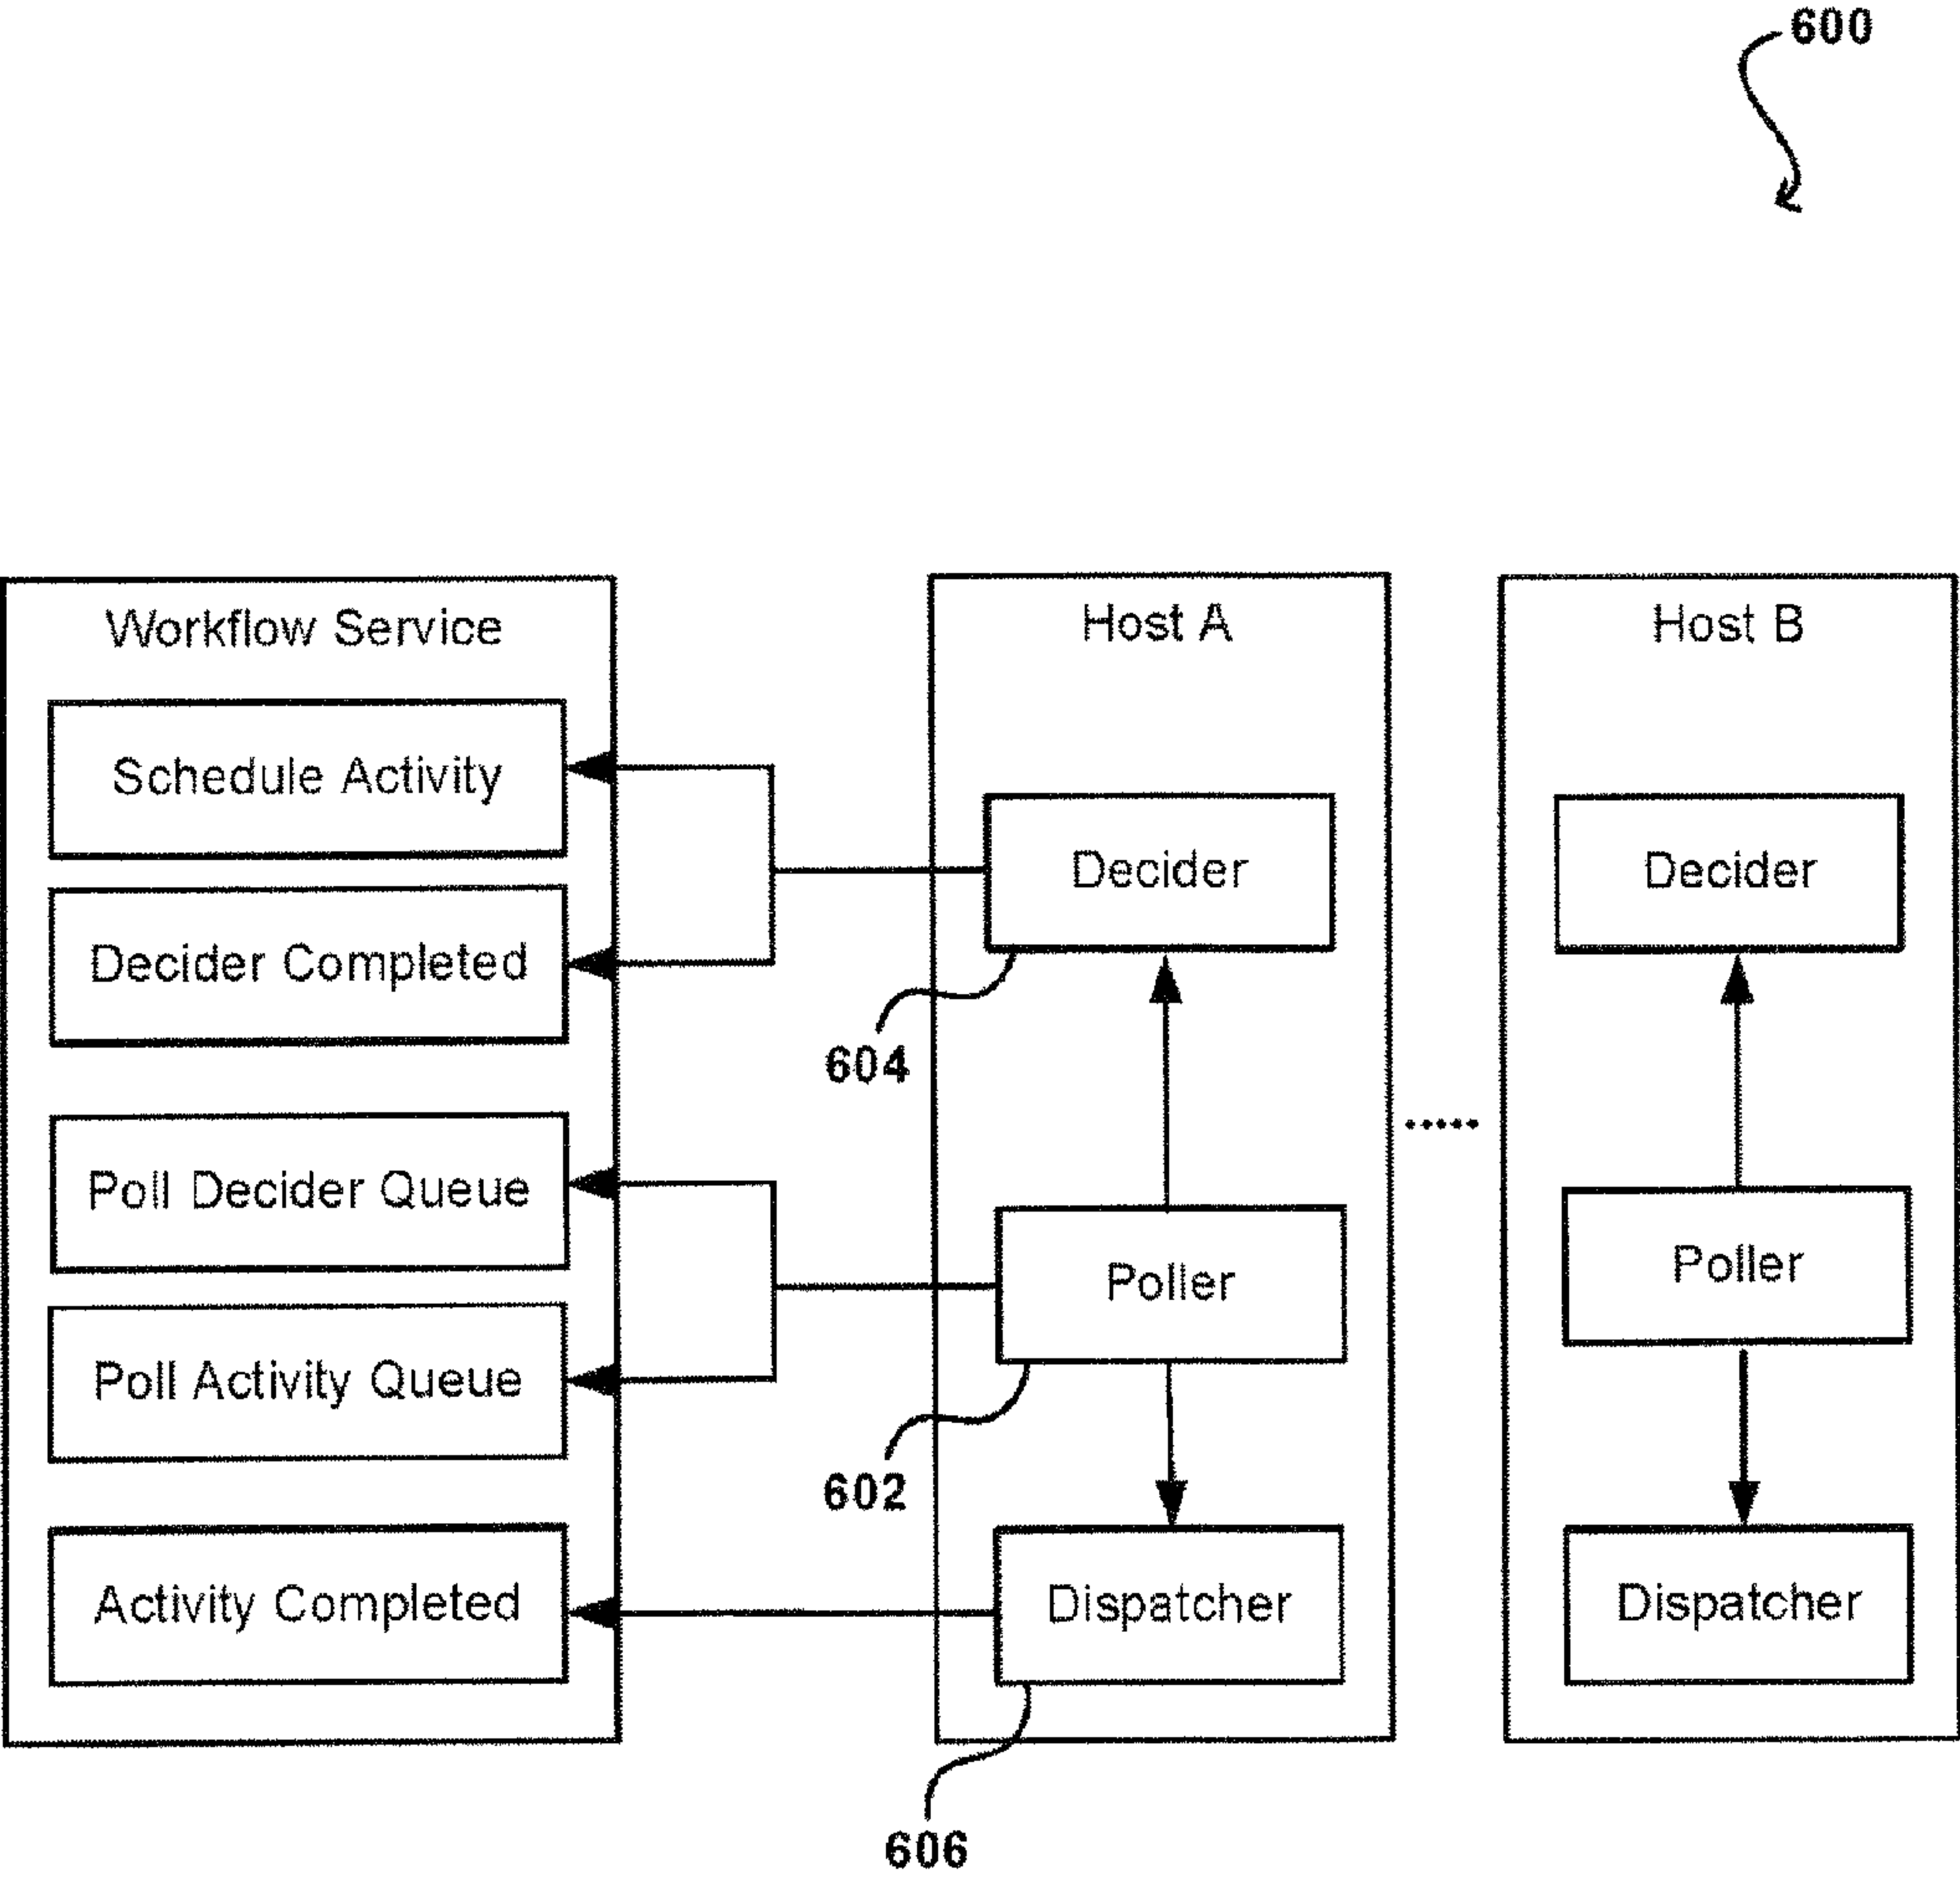 600
Workflow Service
Schedule Activity
Decider Completed
Poll Decider Queue
Poll Activity Queue
Activity Completed
Host A
Decider
604
Poller
602
Dispatcher
606
Host B
Decider
Poller
Dispatcher